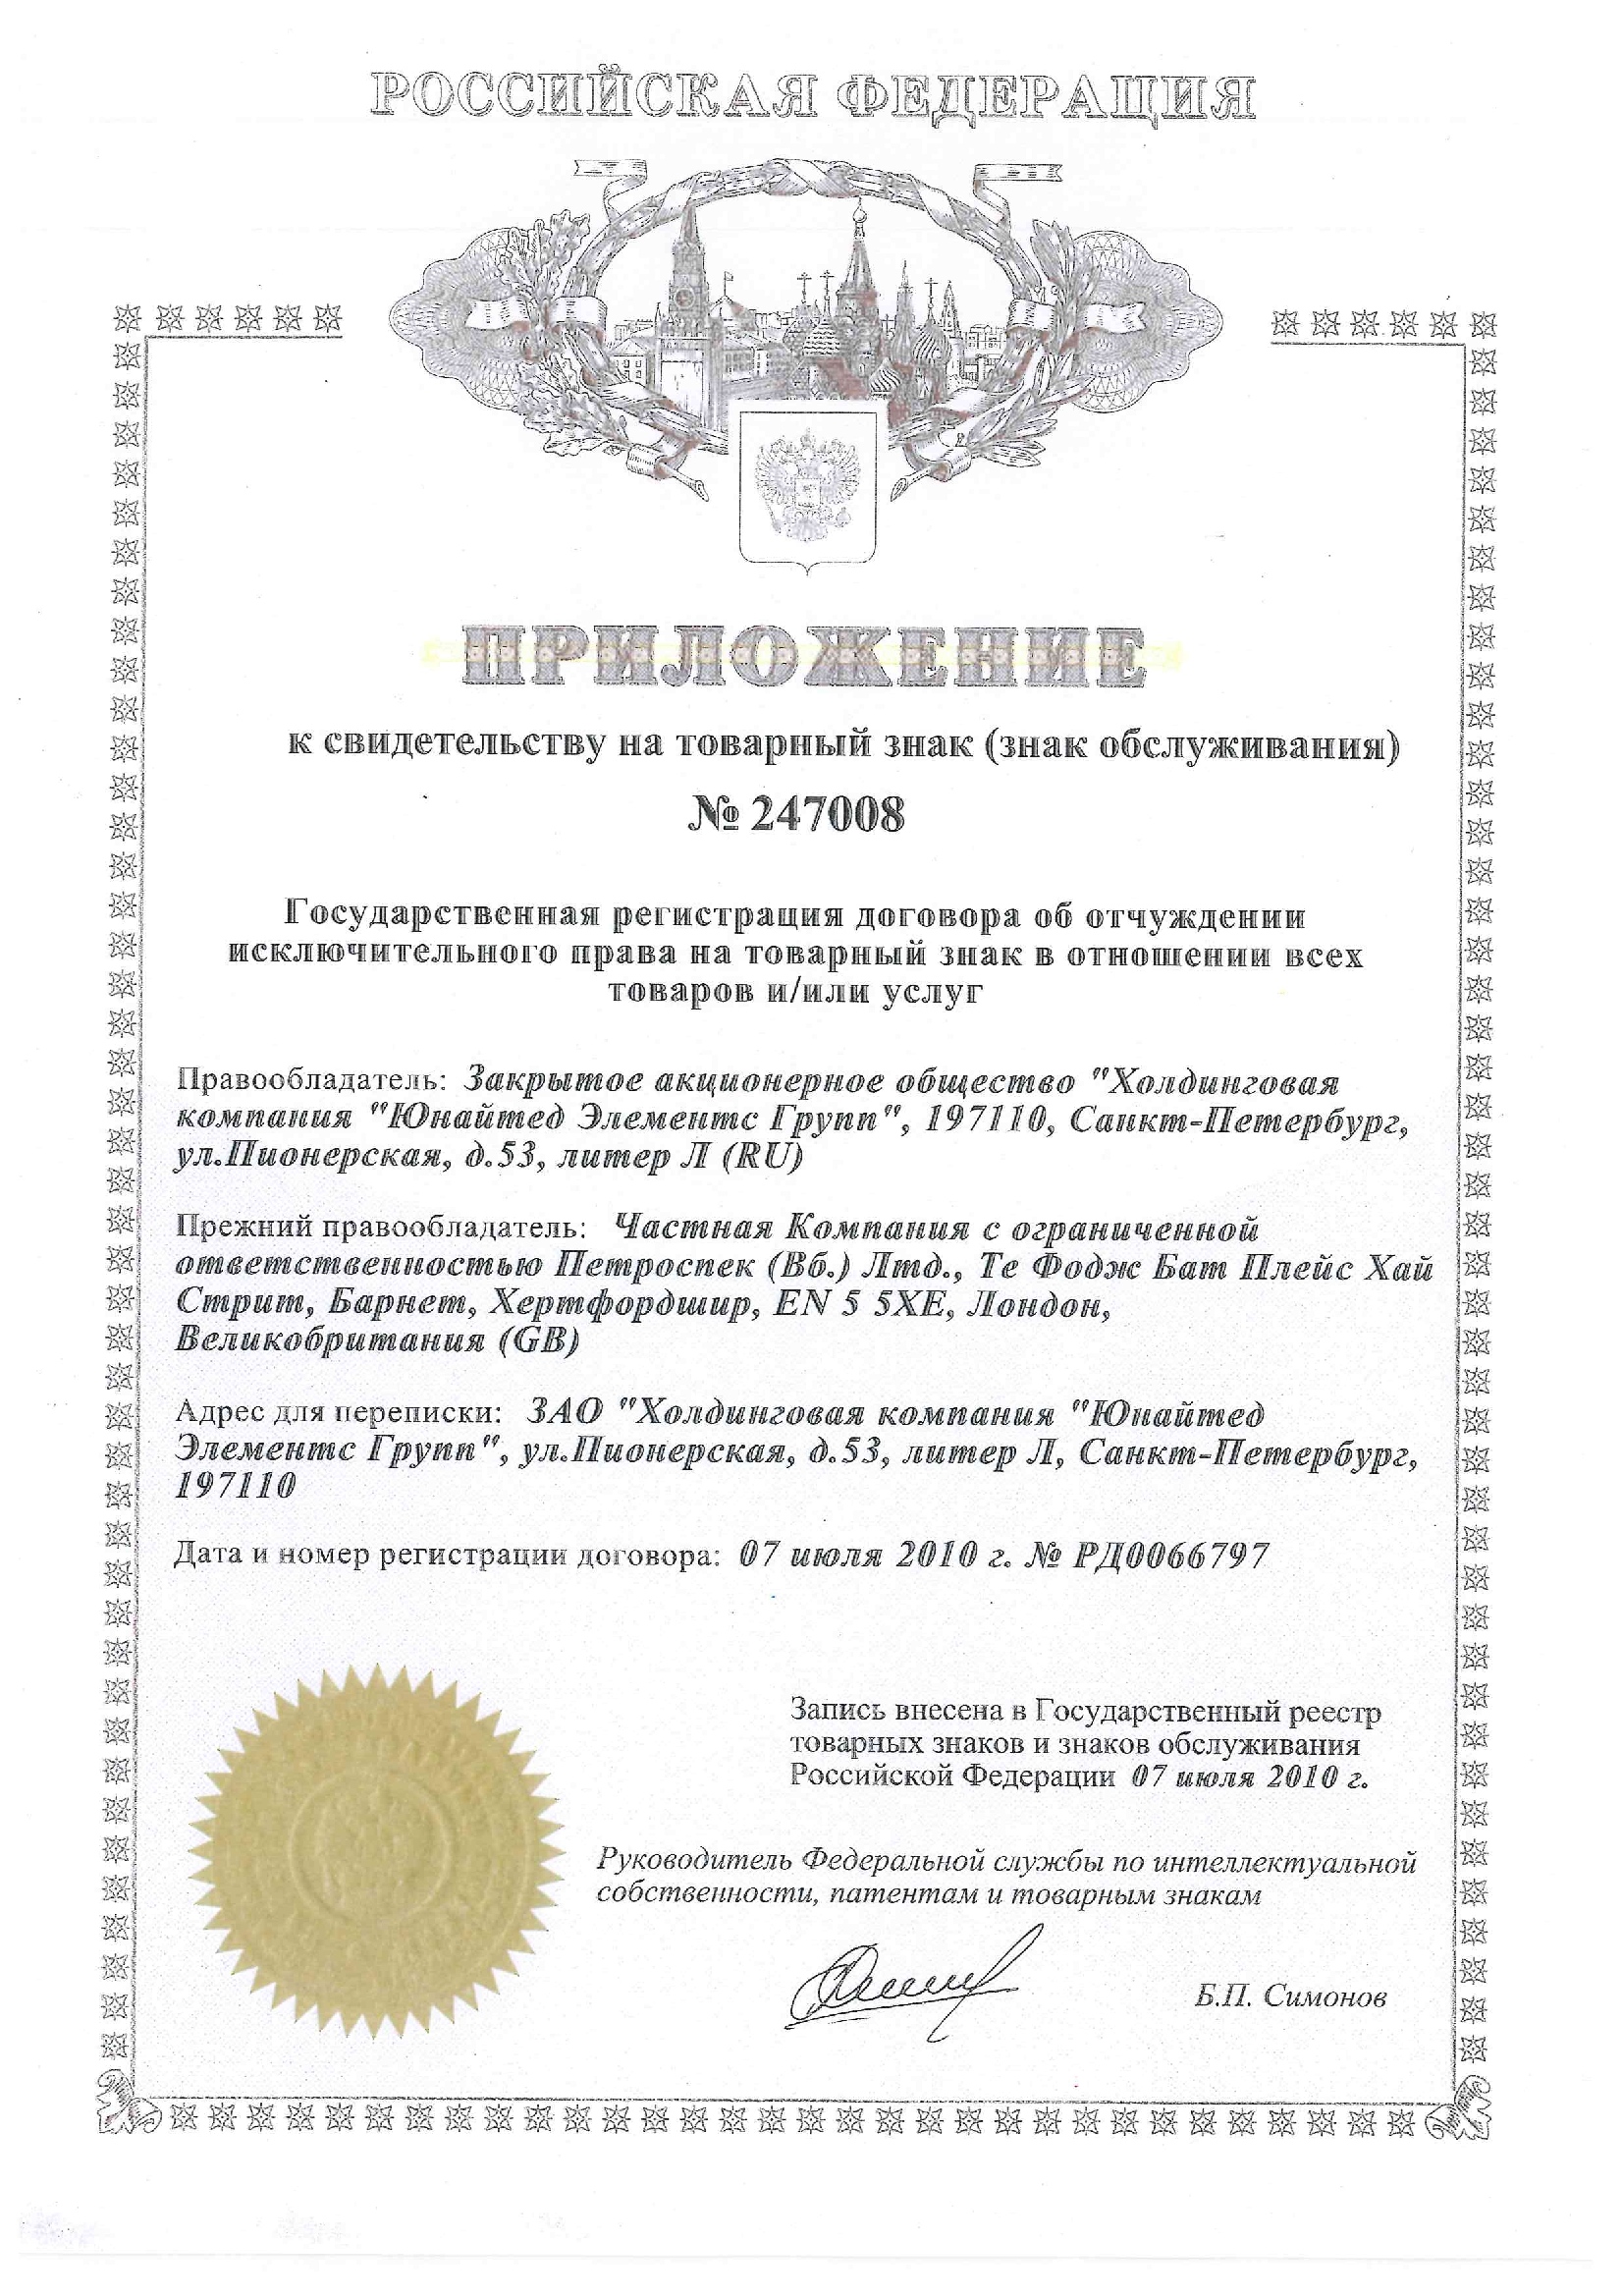 РОССИЙСКАЯ ФЕДЕРАЦИЯ
ПРИЛОЖЕНИЕ
к свидетельству на товарный знак (знак обслуживания)
№ 247008
Государственная регистрация договора об отчуждении
исключительного права на товарный знак в отношении всех
товаров и/или услуг
Правообладатель: Закрытое акционерное общество "Холдинговая
компания "Юнайтед Элементс Групп", 197110, Санкт-Петербург,
ул.Пионерская, д.53, литер Л (RU)
Прежний правообладатель: Частная Компания с ограниченной
ответственностью Петроспек (Вб.) Лтд., Те Фодж Бат Плейс Хай
Стрит, Барнет, Хертфордшир, EN 5 5XE, Лондон,
Великобритания (GB)
Адрес для переписки: ЗАО "Холдинговая компания "Юнайтед
Элементс Групп", ул.Пионерская, д.53, литер Л, Санкт-Петербург,
197110
Дата и номер регистрации договора: 07 июля 2010 г. № РД0066797
Запись внесена в Государственный реестр
товарных знаков и знаков обслуживания
Российской Федерации 07 июля 2010 г.
Руководитель Федеральной службы по интеллектуальной
собственности, патентам и товарным знакам
Б.П. Симонов